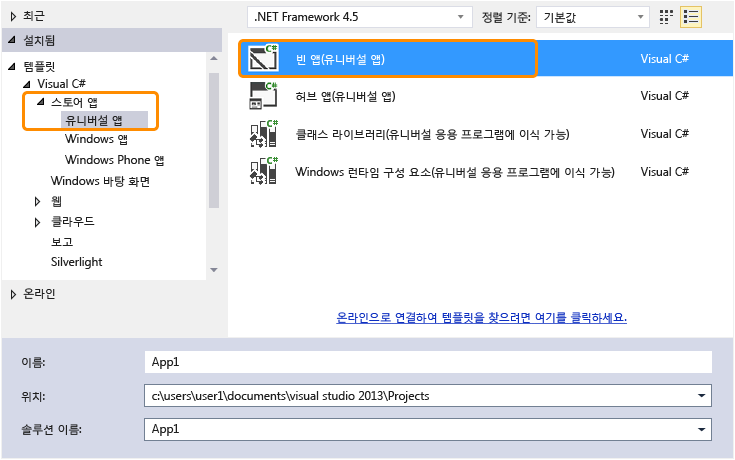 최근
설치됨
템플릿
Visual C#
스토어 앱
유니버설 앱
Windows 앱
Windows Phone 앱
Windows 바탕 화면
웹
클라우드
보고
Silverlight
온라인
.NET Framework 4.5 정렬 기준: 기본값
C# 빈 앱(유니버설 앱) Visual C#
C# 허브 앱(유니버설 앱) Visual C#
C# 클래스 라이브러리(유니버설 응용 프로그램에 이식 가능) Visual C#
C# Windows 런타임 구성 요소(유니버설 응용 프로그램에 이식 가능) Visual C#
온라인으로 연결하여 템플릿을 찾으려면 여기를 클릭하세요.
이름: App1
위치: c:\users\user1\documents\visual studio 2013\Projects
솔루션 이름: App1